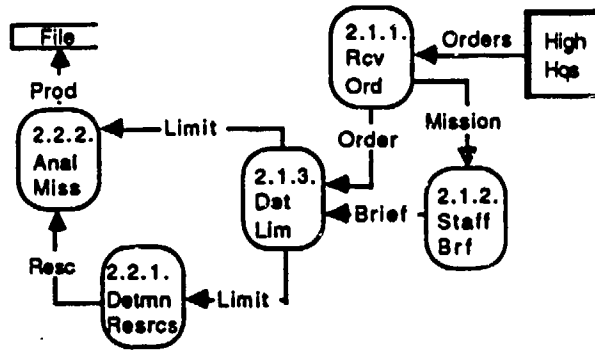 File
2.1.1.
Rcv
Ord
Orders
High
Hqs
Prod
Limit
Order
Mission
2.2.2.
Anal
Miss
2.1.3.
Det
Lim
Brief
2.1.2.
Staff
Brf
Resc
2.2.1.
Detmn
Resrcs
Limit